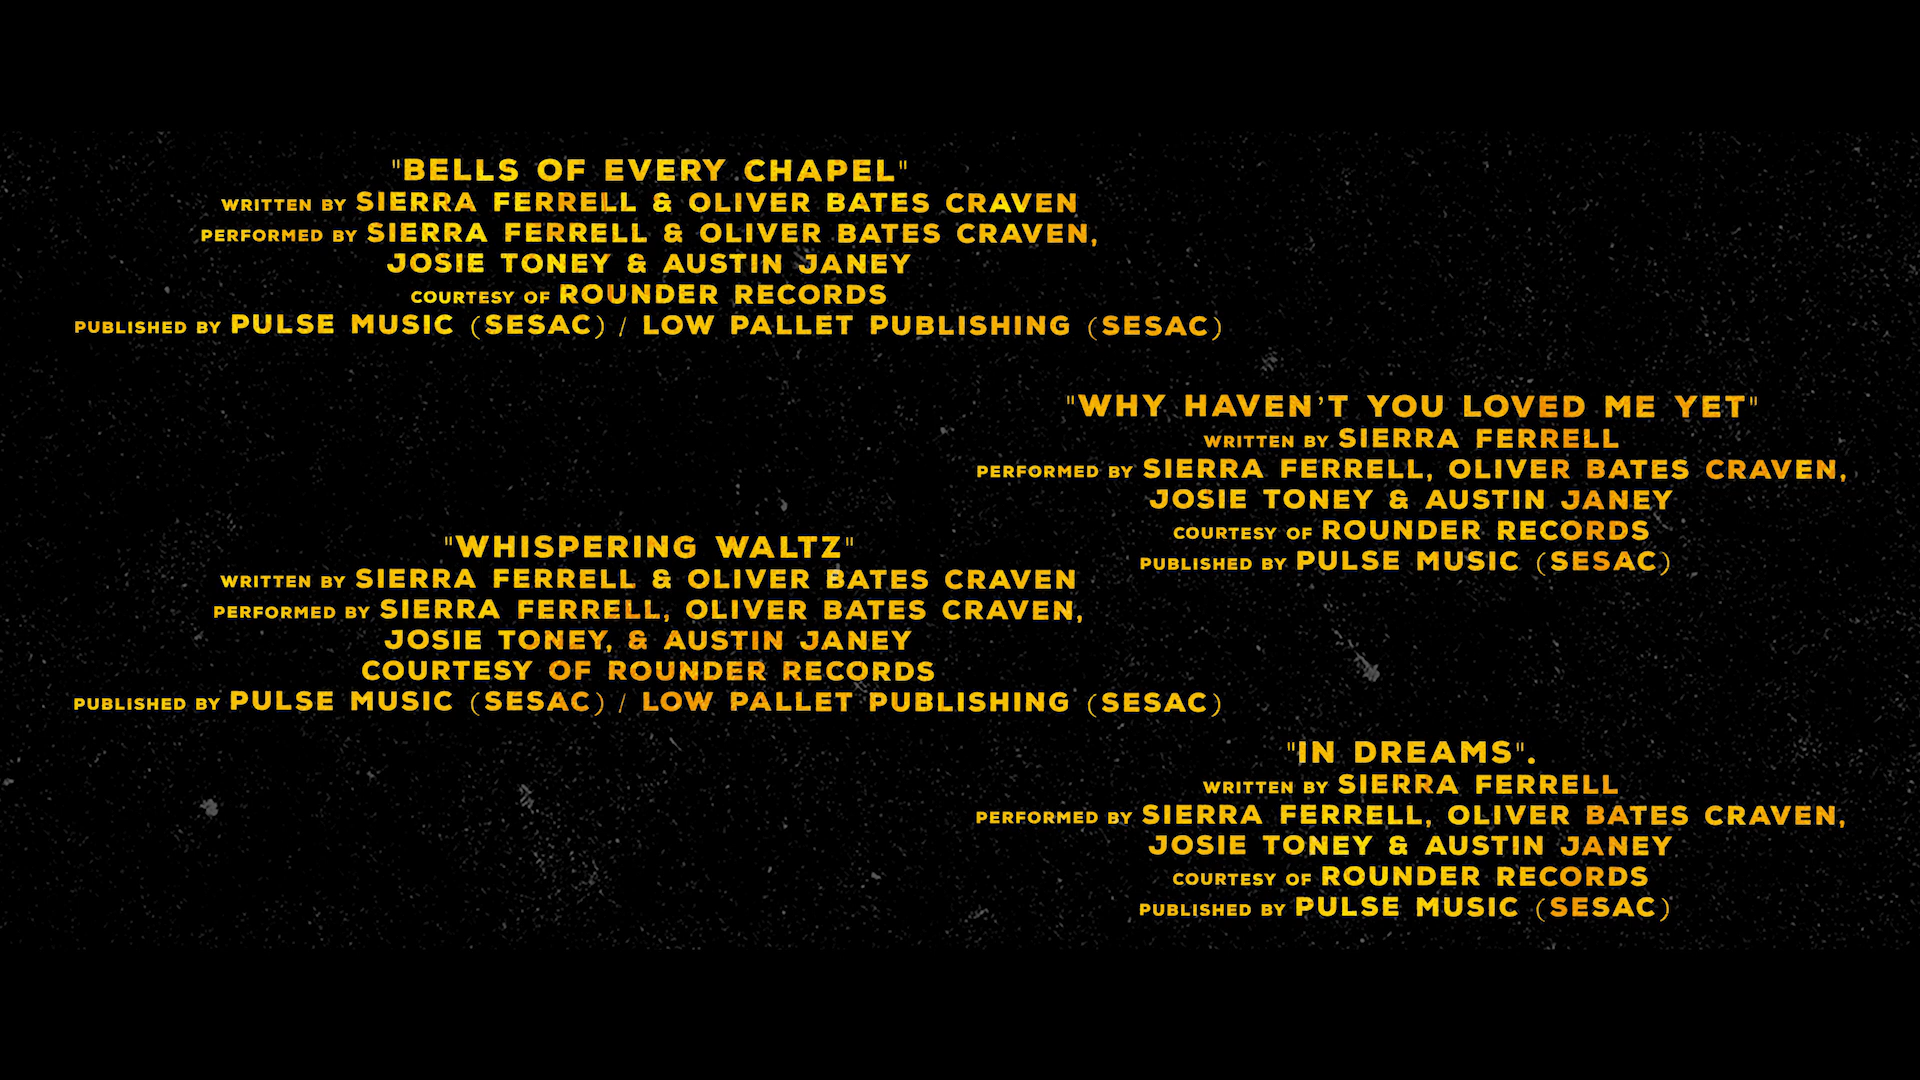 "BELLS OF EVERY CHAPEL"
WRITTEN BY SIERRA FERRELL & OLIVER BATES CRAVEN
PERFORMED BY SIERRA FERRELL & OLIVER BATES CRAVEN,
JOSIE TONEY & AUSTIN JANEY
COURTESY OF ROUNDER RECORDS
PUBLISHED BY PULSE MUSIC (SESAC) / LOW PALLET PUBLISHING (SESAC)
"WHY HAVEN'T YOU LOVED ME YET"
WRITTEN BY SIERRA FERRELL
PERFORMED BY SIERRA FERRELL, OLIVER BATES CRAVEN,
JOSIE TONEY & AUSTIN JANEY
COURTESY OF ROUNDER RECORDS
PUBLISHED BY PULSE MUSIC (SESAC)
"WHISPERING WALTZ"
WRITTEN BY SIERRA FERRELL & OLIVER BATES CRAVEN
PERFORMED BY SIERRA FERRELL, OLIVER BATES CRAVEN,
JOSIE TONEY, & AUSTIN JANEY
COURTESY OF ROUNDER RECORDS
PUBLISHED BY PULSE MUSIC (SESAC) / LOW PALLET PUBLISHING (SESAC)
"IN DREAMS".
WRITTEN BY SIERRA FERRELL
PERFORMED BY SIERRA FERRELL, OLIVER BATES CRAVEN,
JOSIE TONEY & AUSTIN JANEY
COURTESY OF ROUNDER RECORDS
PUBLISHED BY PULSE MUSIC (SESAC)